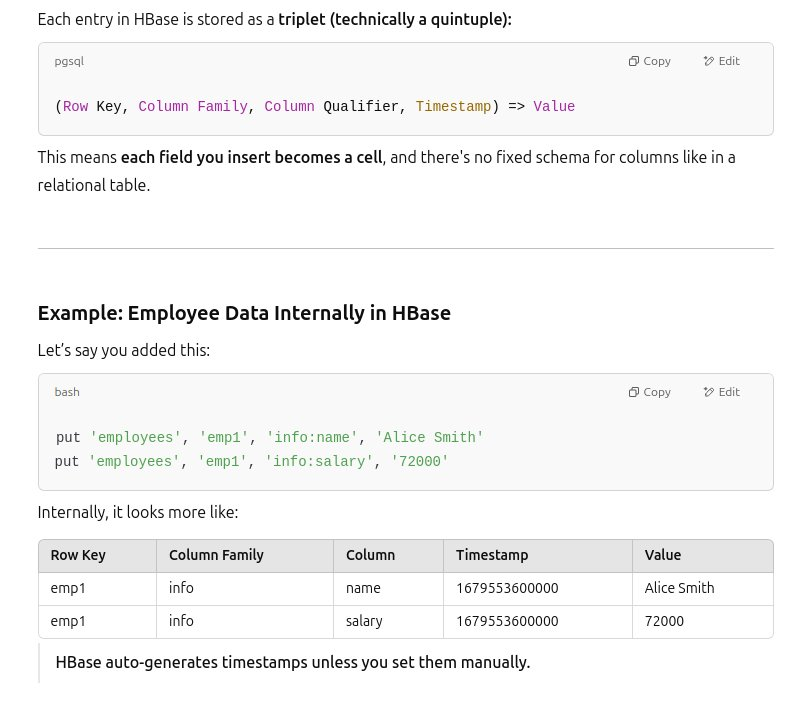 Each entry in HBase is stored as a triplet (technically a quintuple):
pgsql
Copy
Edit
(Row Key, Column Family, Column Qualifier, Timestamp) => Value
This means each field you insert becomes a cell, and there's no fixed schema for columns like in a
relational table.
Example: Employee Data Internally in HBase
Let’s say you added this:
bash
Copy
Edit
put 'employees', 'emp1', 'info:name', 'Alice Smith'
put 'employees', 'emp1', 'info:salary', '72000'
Internally, it looks more like:
Row Key Column Family Column Timestamp Value
emp1 info name 1679553600000 Alice Smith
emp1 info salary 1679553600000 72000
HBase auto-generates timestamps unless you set them manually.